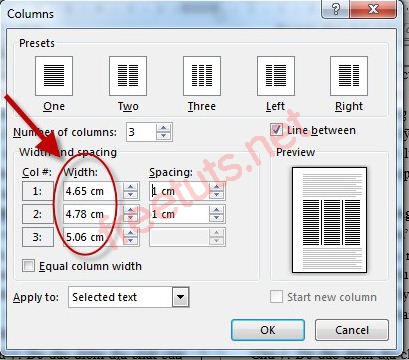 Columns
Presets
One Two Three Left Right
Number of columns: 3 Line between
Width and spacing Preview
Col #: Width: Spacing:
1: 4.65 cm 1 cm
2: 4.78 cm 1 cm
3: 5.06 cm
Equal column width
Apply to: Selected text Start new column
OK Cancel
freetuts.net